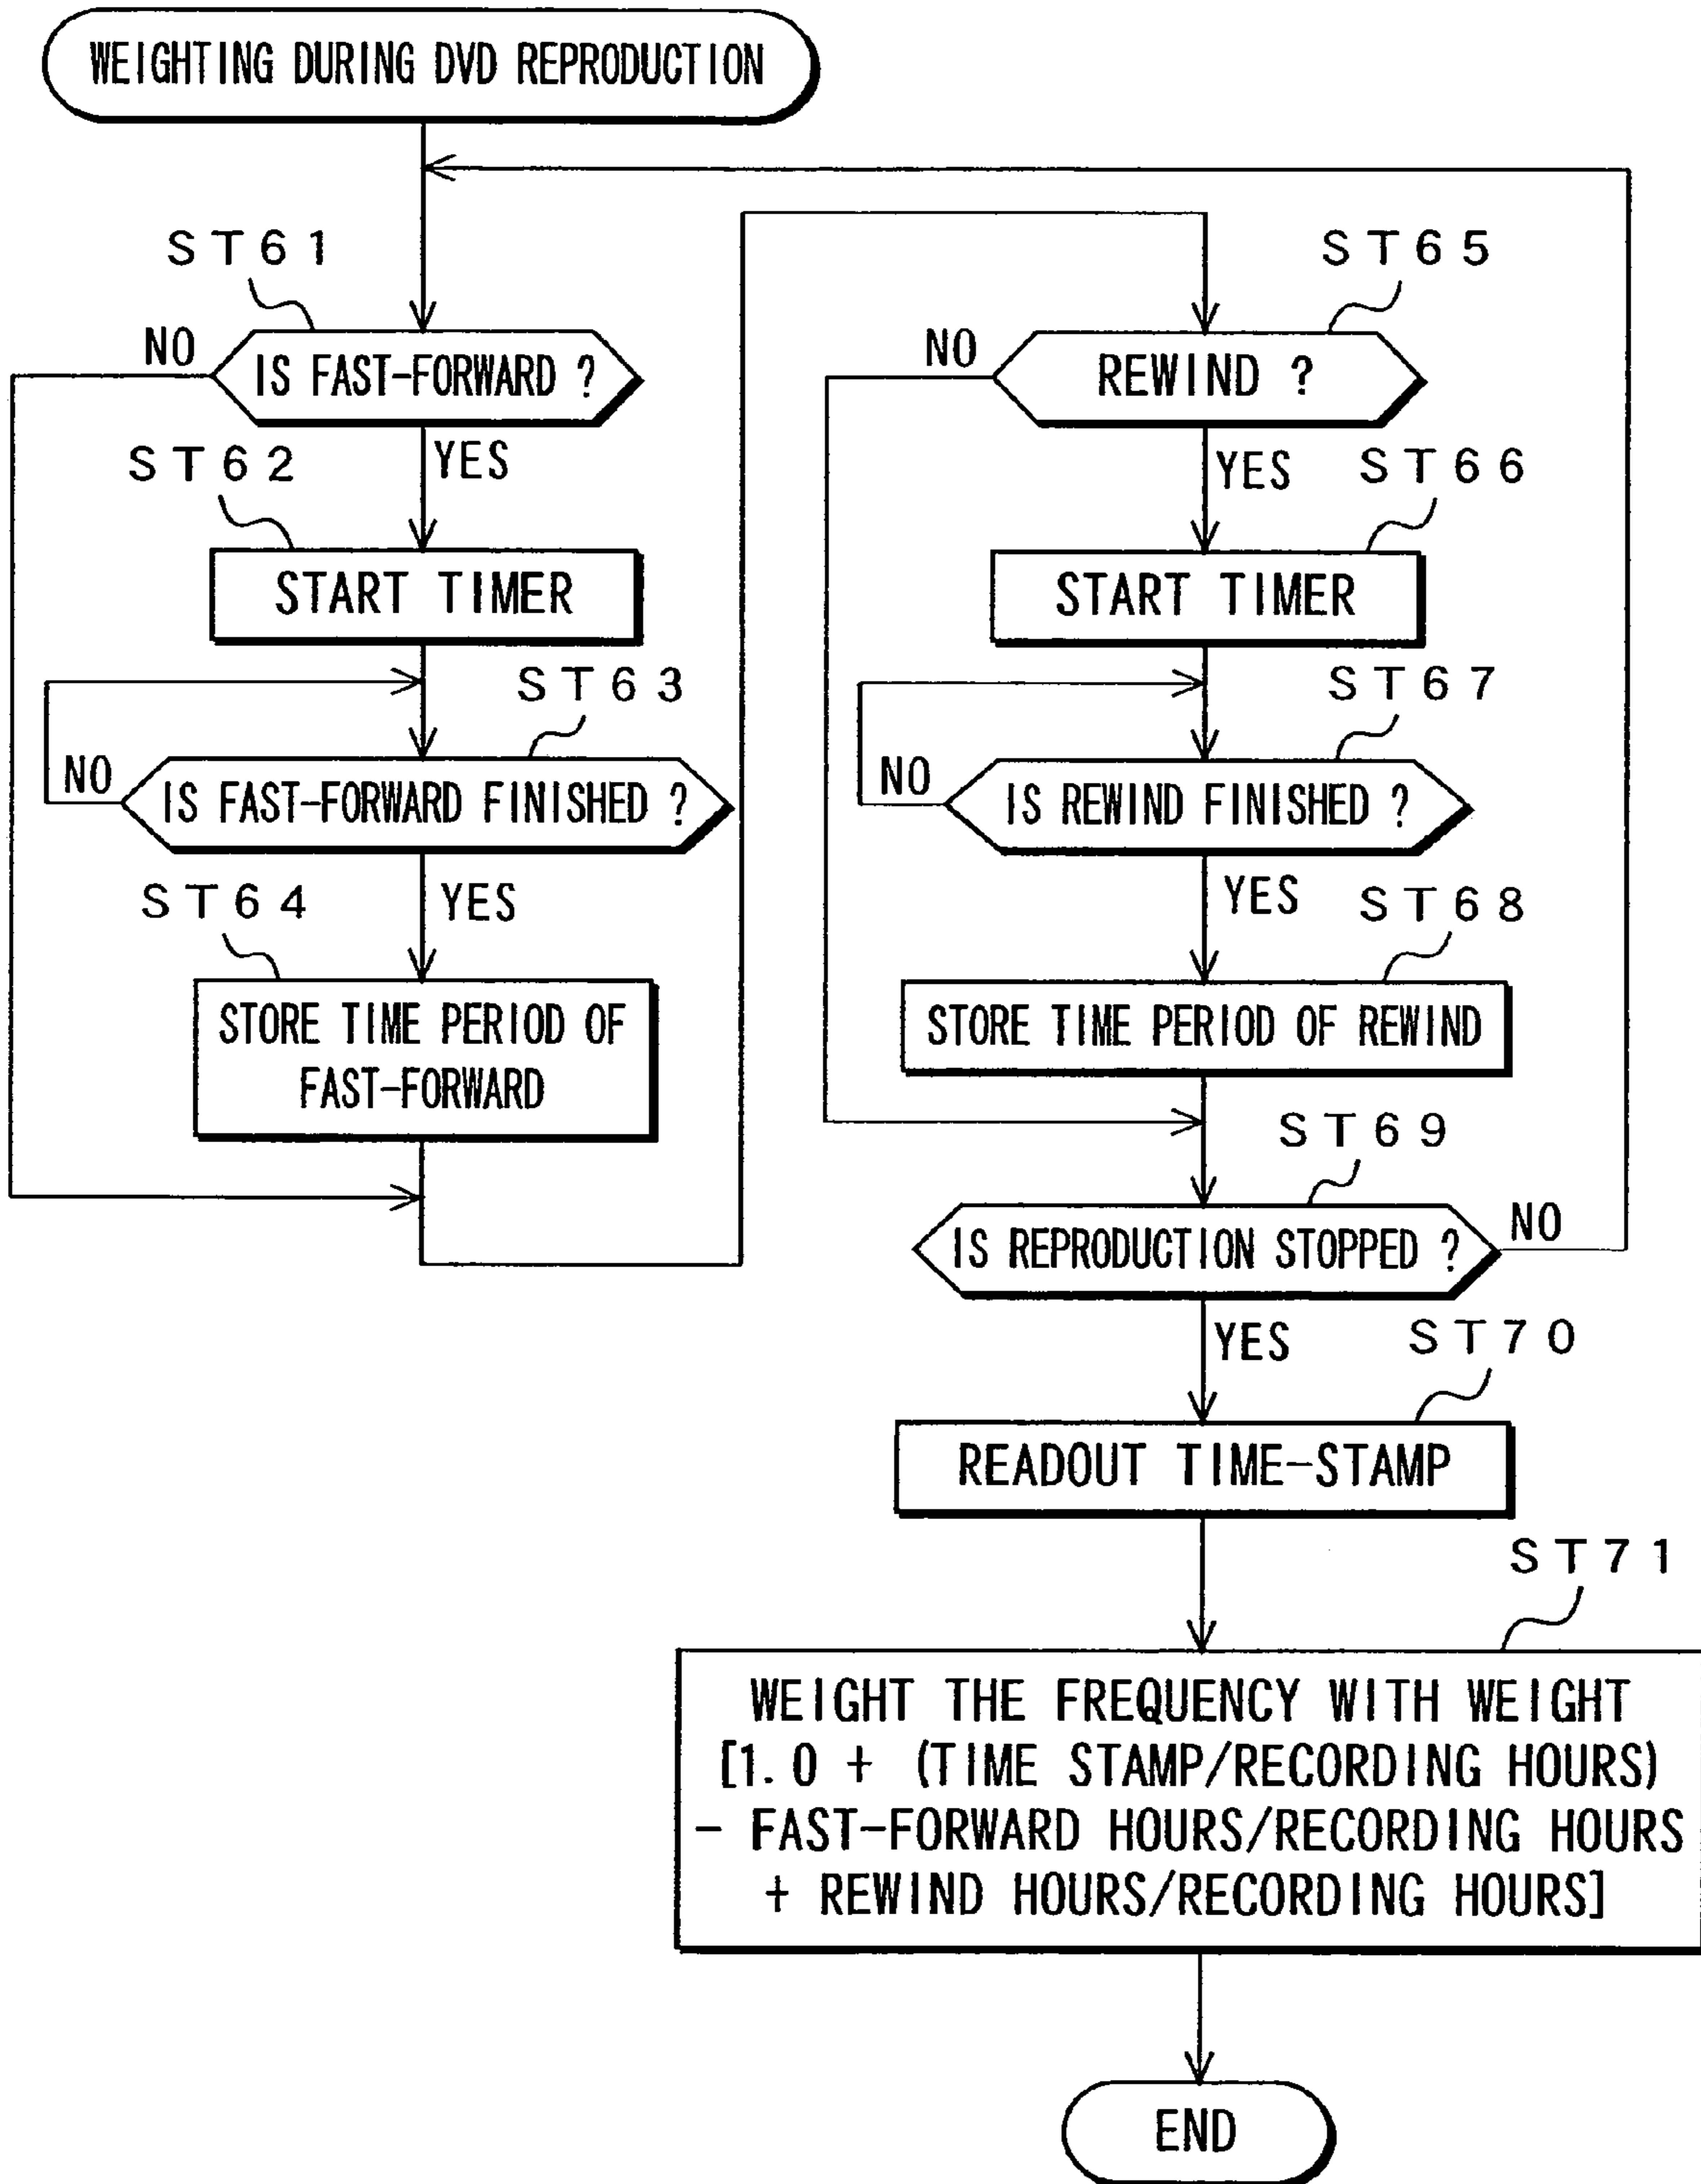 WEIGHTING DURING DVD REPRODUCTION
ST61
NO
IS FAST-FORWARD ?
YES
ST62
START TIMER
ST63
NO
IS FAST-FORWARD FINISHED ?
YES
ST64
STORE TIME PERIOD OF
FAST-FORWARD
ST65
NO
REWIND ?
YES
ST66
START TIMER
ST67
NO
IS REWIND FINISHED ?
YES
ST68
STORE TIME PERIOD OF REWIND
ST69
IS REPRODUCTION STOPPED ?
NO
YES
ST70
READOUT TIME-STAMP
ST71
WEIGHT THE FREQUENCY WITH WEIGHT
[1.0 + (TIME STAMP/RECORDING HOURS)
- FAST-FORWARD HOURS/RECORDING HOURS
+ REWIND HOURS/RECORDING HOURS]
END